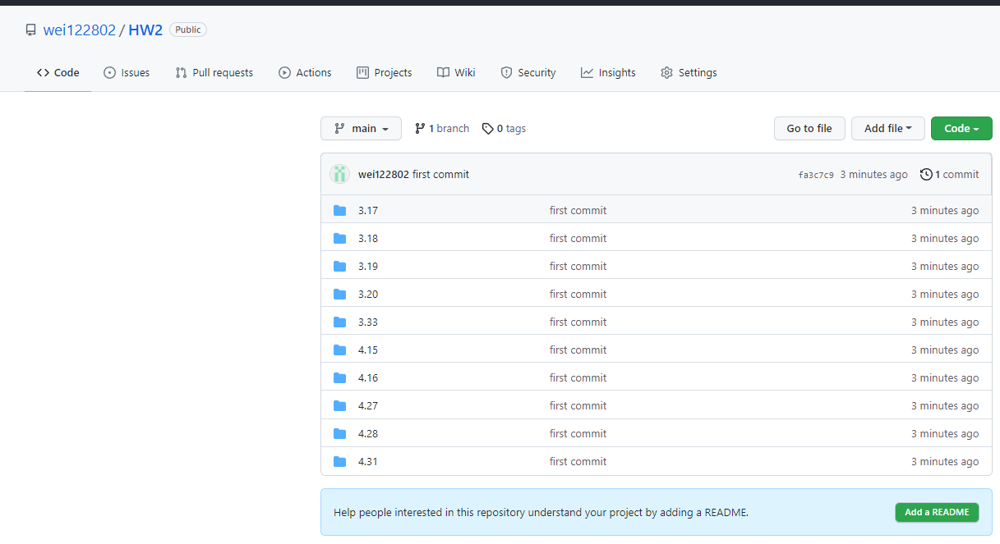 wei122802 / HW2 Public
Code Issues Pull requests Actions Projects Wiki Security Insights Settings
main 1 branch 0 tags Go to file Add file Code
wei122802 first commit fa3c7c9 3 minutes ago 1 commit
3.17 first commit 3 minutes ago
3.18 first commit 3 minutes ago
3.19 first commit 3 minutes ago
3.20 first commit 3 minutes ago
3.33 first commit 3 minutes ago
4.15 first commit 3 minutes ago
4.16 first commit 3 minutes ago
4.27 first commit 3 minutes ago
4.28 first commit 3 minutes ago
4.31 first commit 3 minutes ago
Help people interested in this repository understand your project by adding a README. Add a README